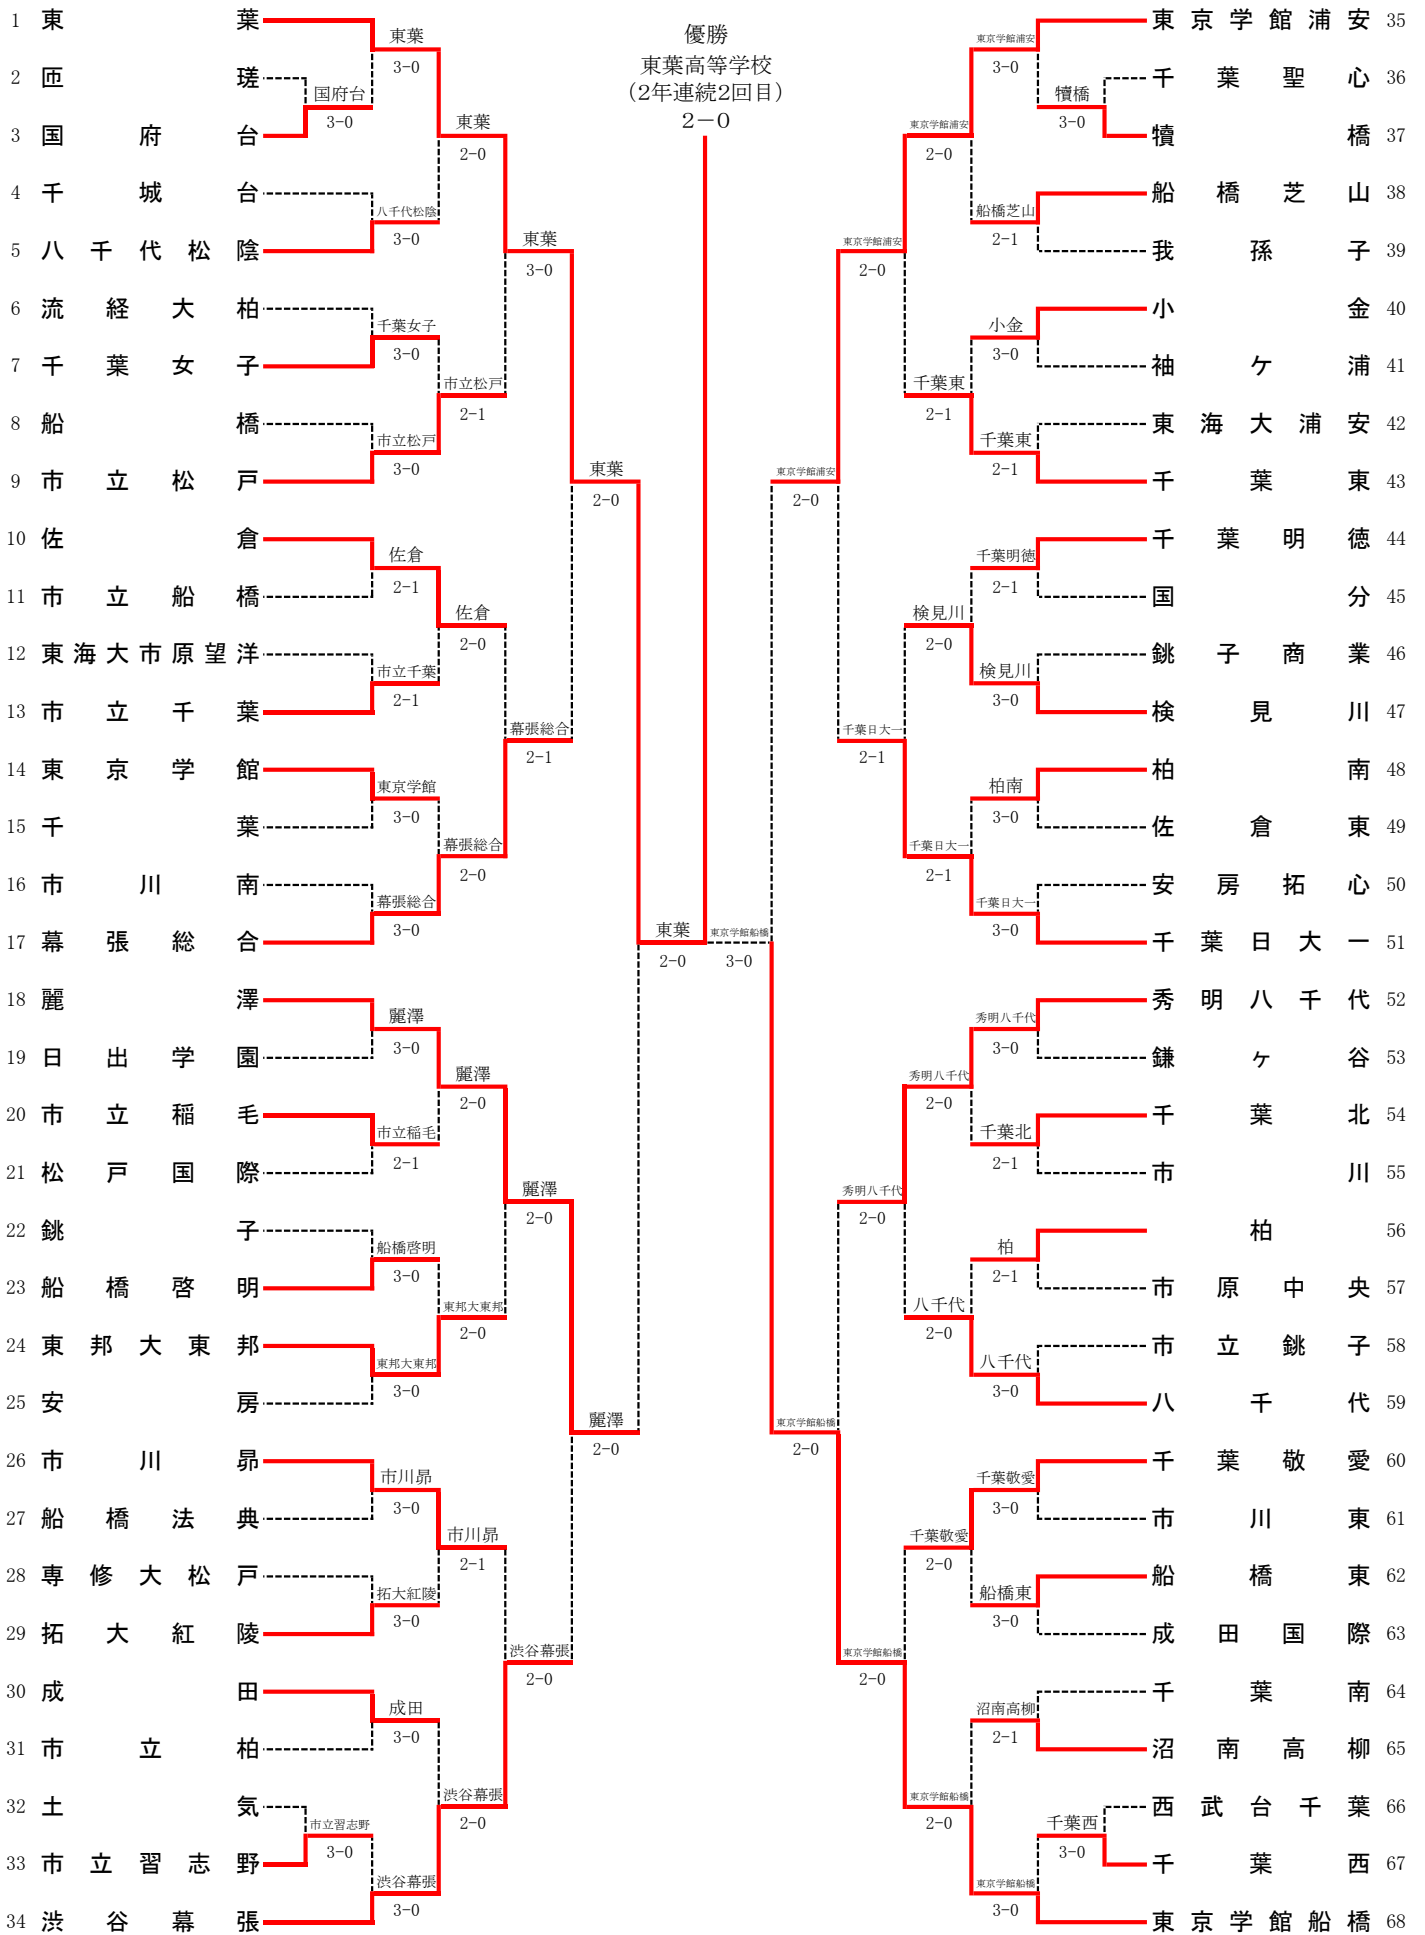 優勝
東葉高等学校
（2年連続2回目）
2－0
1 東葉
2 匝瑳
3 国府台
4 千城台
5 八千代松陰
6 流経大柏
7 千葉女子
8 船橋
9 市立松戸
10 佐倉
11 市立船橋
12 東海大市原望洋
13 市立千葉
14 東京学館
15 千葉
16 市川南
17 幕張総合
18 麗澤
19 日出学園
20 市立稲毛
21 松戸国際
22 銚子
23 船橋啓明
24 東邦大東邦
25 安房
26 市川昴
27 船橋法典
28 専修大松戸
29 拓大紅陵
30 成田
31 市立柏
32 土気
33 市立習志野
34 渋谷幕張
国府台
3-0
市立習志野
3-0
東葉
3-0
八千代松陰
3-0
千葉女子
3-0
市立松戸
3-0
佐倉
2-1
市立千葉
2-1
東京学館
3-0
幕張総合
3-0
麗澤
3-0
市立稲毛
2-1
船橋啓明
3-0
東邦大東邦
3-0
市川昴
3-0
拓大紅陵
3-0
成田
3-0
渋谷幕張
3-0
東葉
2-0
市立松戸
2-1
佐倉
2-0
幕張総合
2-0
麗澤
2-0
東邦大東邦
2-0
市川昴
2-1
渋谷幕張
2-0
東葉
3-0
幕張総合
2-1
麗澤
2-0
渋谷幕張
2-0
東葉
2-0
麗澤
2-0
東葉
2-0
東京学館船橋
3-0
東京学館浦安
2-0
東京学館船橋
2-0
東京学館浦安
2-0
千葉日大一
2-1
秀明八千代
2-0
東京学館船橋
2-0
東京学館浦安
2-0
千葉東
2-1
検見川
2-0
千葉日大一
2-1
秀明八千代
2-0
八千代
2-0
千葉敬愛
2-0
東京学館船橋
2-0
東京学館浦安
3-0
船橋芝山
2-1
小金
3-0
千葉東
2-1
千葉明徳
2-1
検見川
3-0
柏南
3-0
千葉日大一
3-0
秀明八千代
3-0
千葉北
2-1
柏
2-1
八千代
3-0
千葉敬愛
3-0
船橋東
3-0
沼南高柳
2-1
東京学館船橋
3-0
犢橋
3-0
千葉西
3-0
東京学館浦安 35
千葉聖心 36
犢橋 37
船橋芝山 38
我孫子 39
小金 40
袖ケ浦 41
東海大浦安 42
千葉東 43
千葉明徳 44
国分 45
銚子商業 46
検見川 47
柏南 48
佐倉東 49
安房拓心 50
千葉日大一 51
秀明八千代 52
鎌ヶ谷 53
千葉北 54
市川 55
柏 56
市原中央 57
市立銚子 58
八千代 59
千葉敬愛 60
市川東 61
船橋東 62
成田国際 63
千葉南 64
沼南高柳 65
西武台千葉 66
千葉西 67
東京学館船橋 68